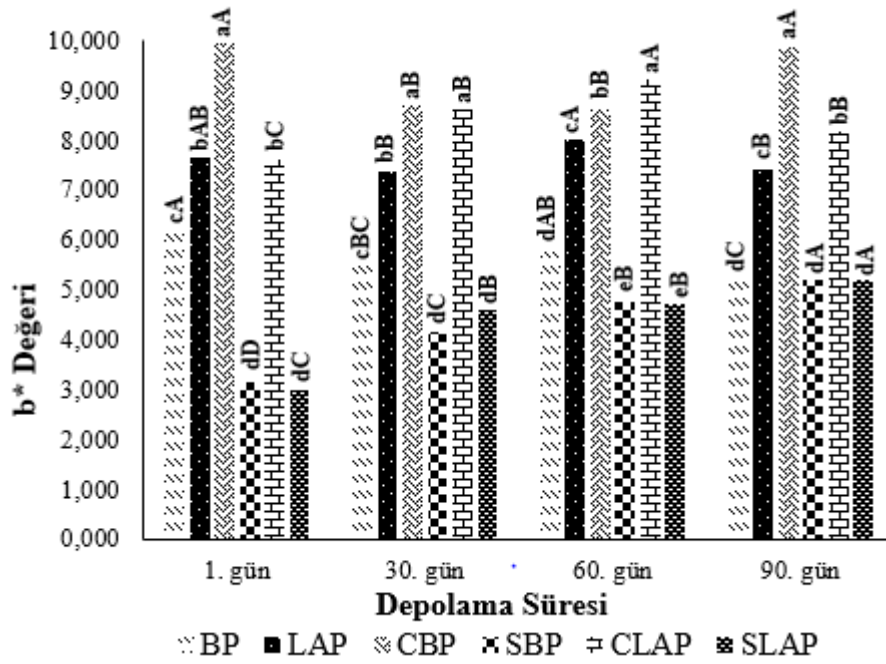 10,000
9,000
8,000
7,000
6,000
5,000
4,000
3,000
2,000
1,000
0,000
b* Değeri
cA bAB aA dD bC dC
cBC bB aB dC aB dB
dAB cA bB eB aA eB
dC cB aA dA bB dA
1. gün 30. gün 60. gün 90. gün
Depolama Süresi
BP LAP CBP SBP CLAP SLAP